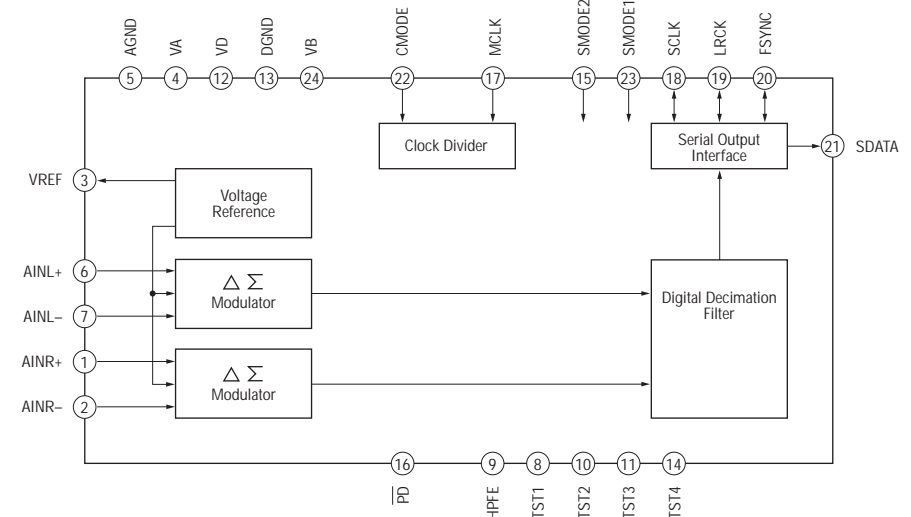 AGND
VA
VD
DGND
VB
CMODE
MCLK
SMODE2
SMODE1
SCLK
LRCK
FSYNC
5
4
12
13
24
22
17
15
23
18
19
20
Clock Divider
Serial Output
Interface
21
SDATA
VREF
3
Voltage
Reference
AINL+
6
Δ Σ
Modulator
AINL–
7
Digital Decimation
Filter
AINR+
1
Δ Σ
Modulator
AINR–
2
16
9
8
10
11
14
PD
HPFE
TST1
TST2
TST3
TST4